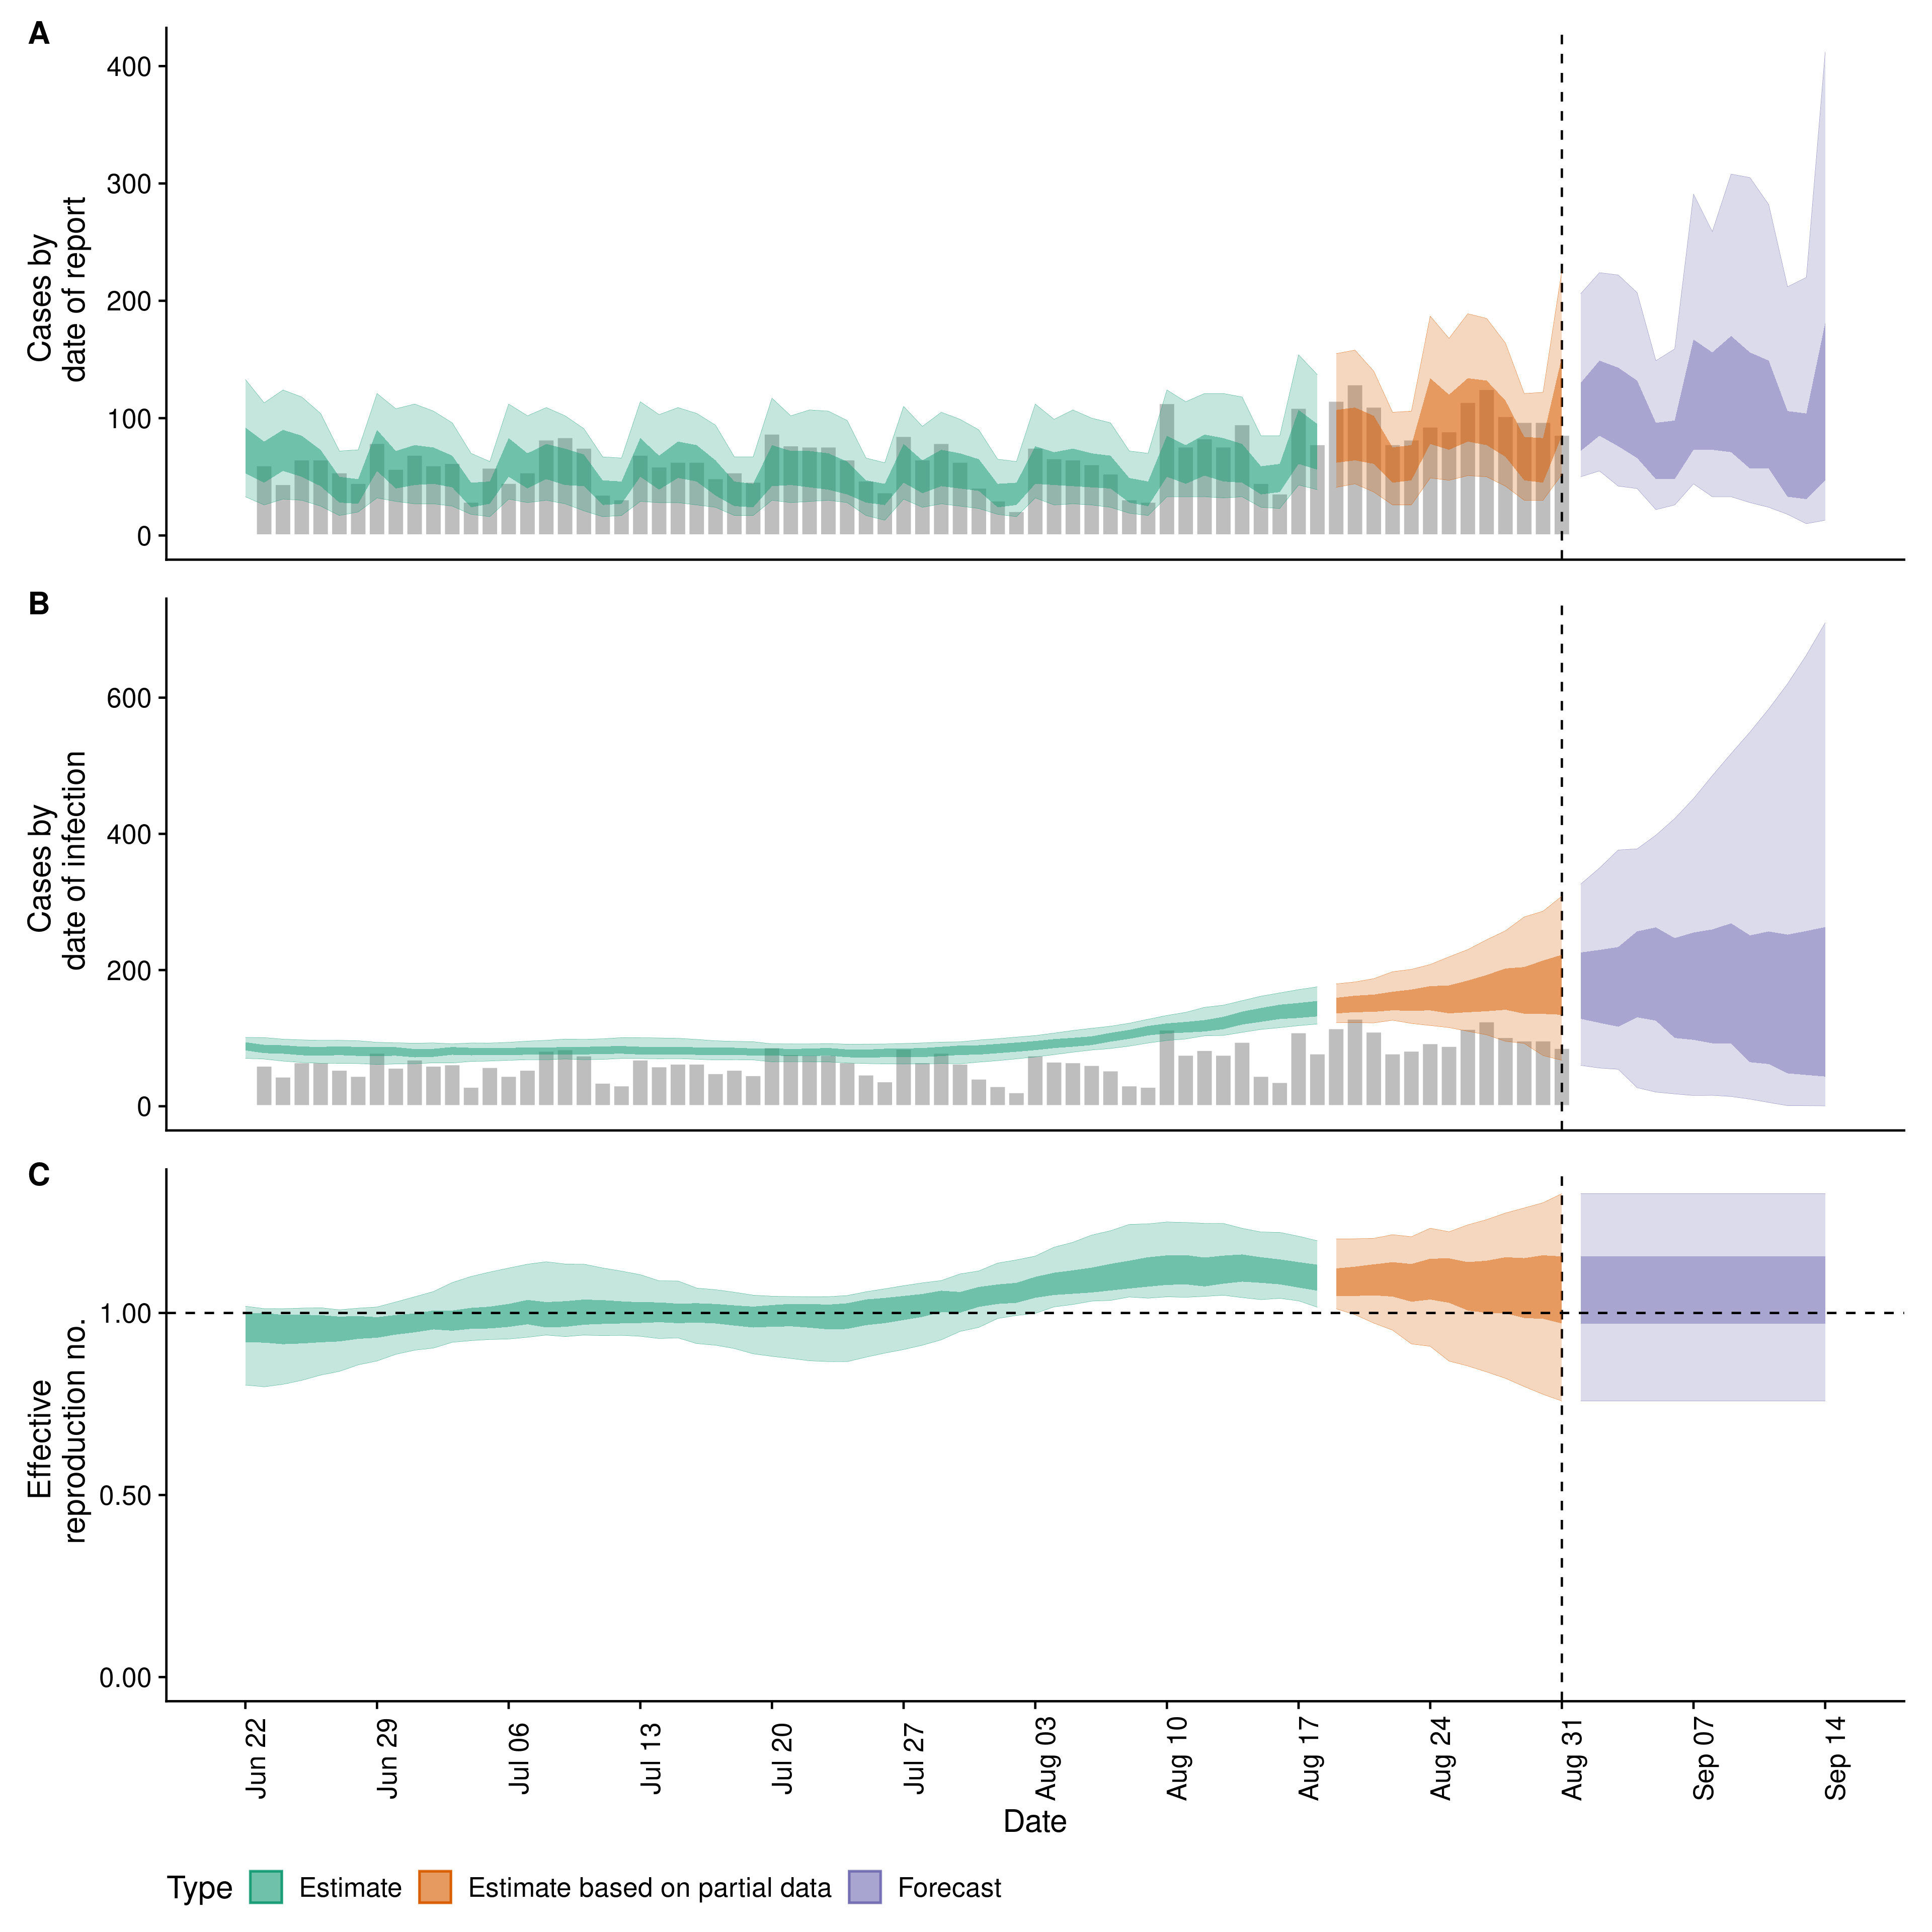 A
400
300
200
100
0
Cases by
date of report
B
600
400
200
0
Cases by
date of infection
C
1.00
0.50
0.00
Effective
reproduction no.
Jun 22
Jun 29
Jul 06
Jul 13
Jul 20
Jul 27
Aug 03
Aug 10
Aug 17
Aug 24
Aug 31
Sep 07
Sep 14
Date
Type Estimate Estimate based on partial data Forecast